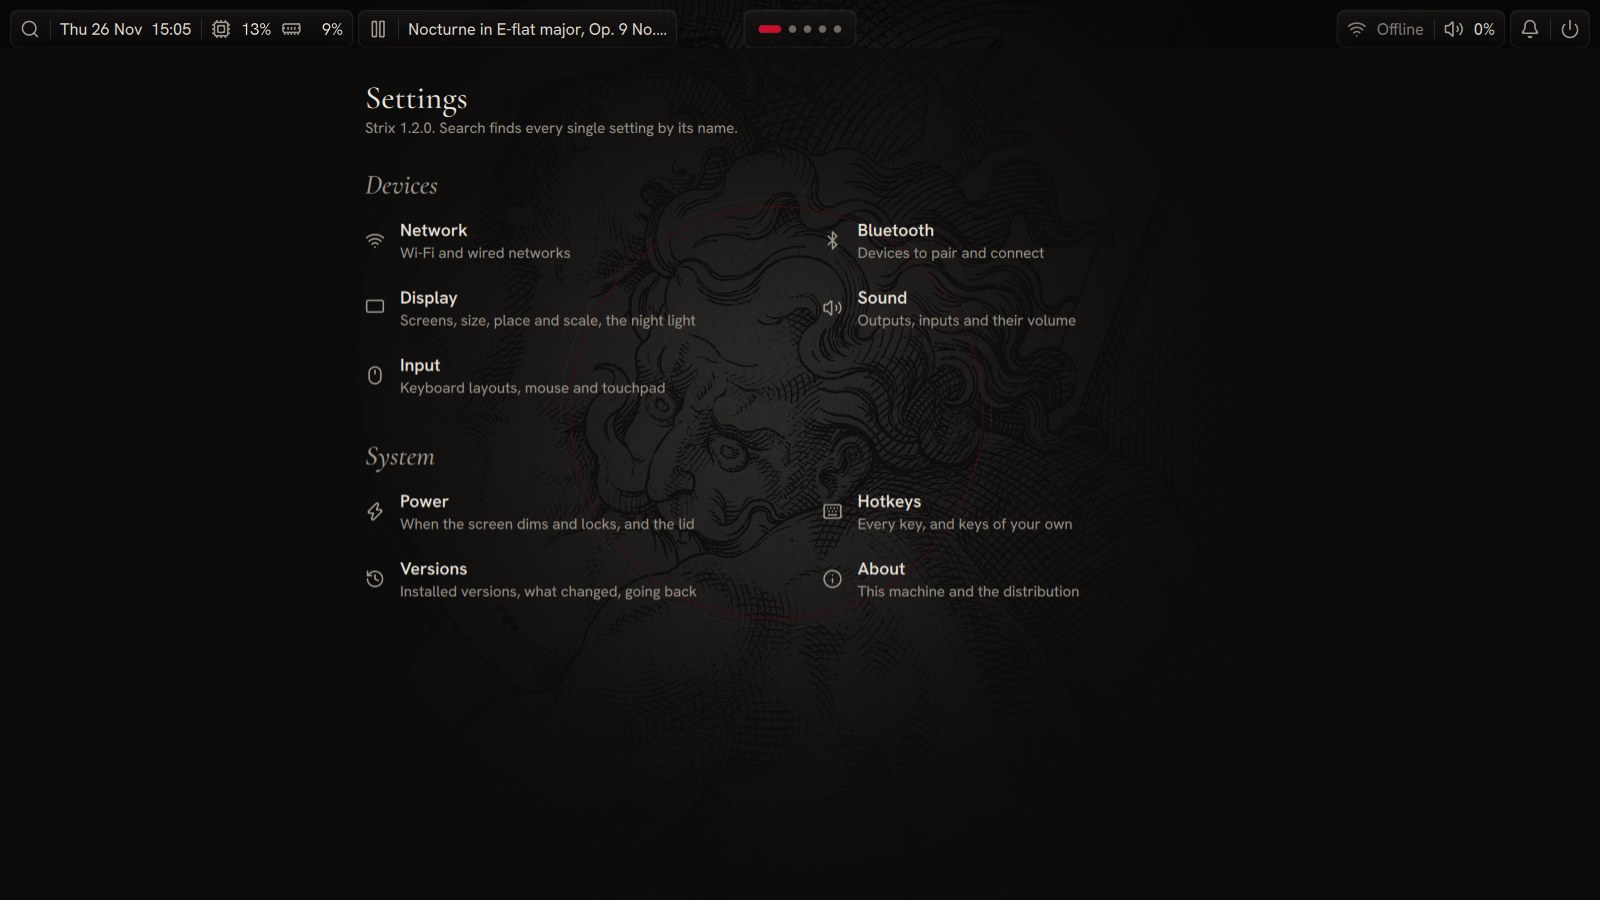 Thu 26 Nov 15:05 13% 9% Nocturne in E-flat major, Op. 9 No.... Offline 0%
Settings
Strix 1.2.0. Search finds every single setting by its name.
Devices
Network
Wi-Fi and wired networks
Bluetooth
Devices to pair and connect
Display
Screens, size, place and scale, the night light
Sound
Outputs, inputs and their volume
Input
Keyboard layouts, mouse and touchpad
System
Power
When the screen dims and locks, and the lid
Hotkeys
Every key, and keys of your own
Versions
Installed versions, what changed, going back
About
This machine and the distribution